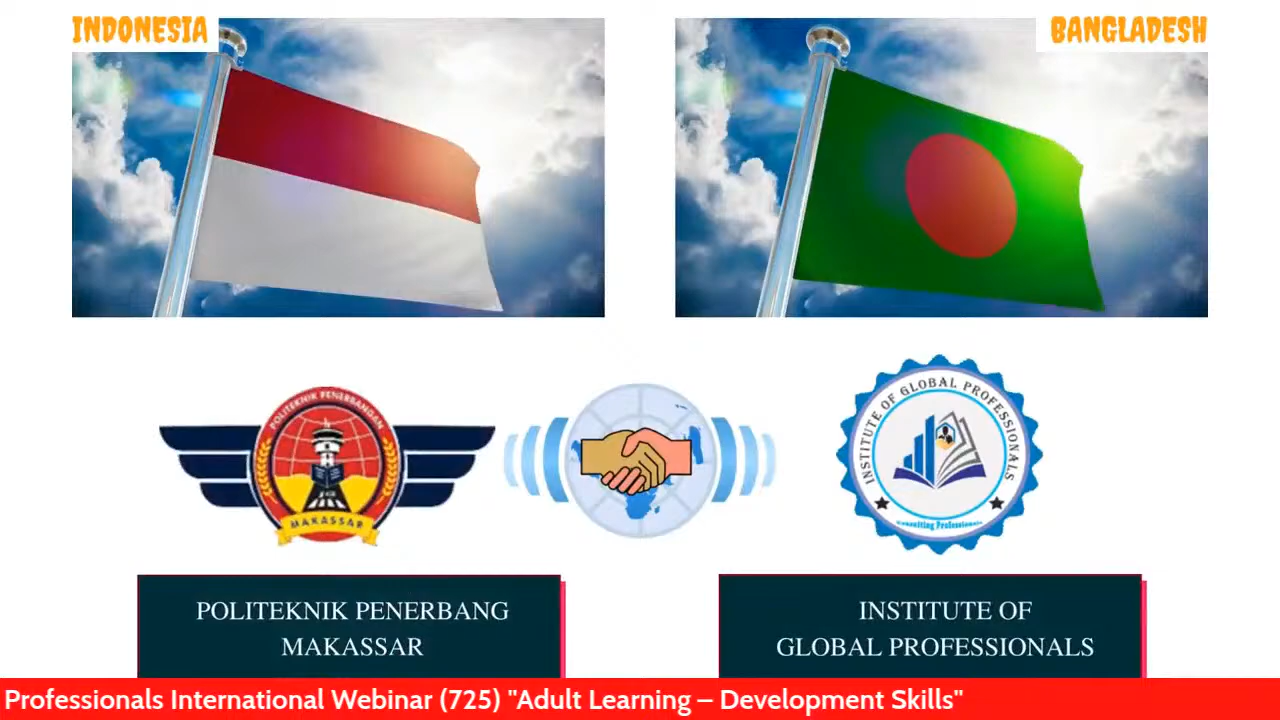 INDONESIA
BANGLADESH
POLITEKNIK PENERBANGAN
MAKASSAR
INSTITUTE OF GLOBAL PROFESSIONALS
POLITEKNIK PENERBANG
MAKASSAR
INSTITUTE OF
GLOBAL PROFESSIONALS
Professionals International Webinar (725) "Adult Learning – Development Skills"